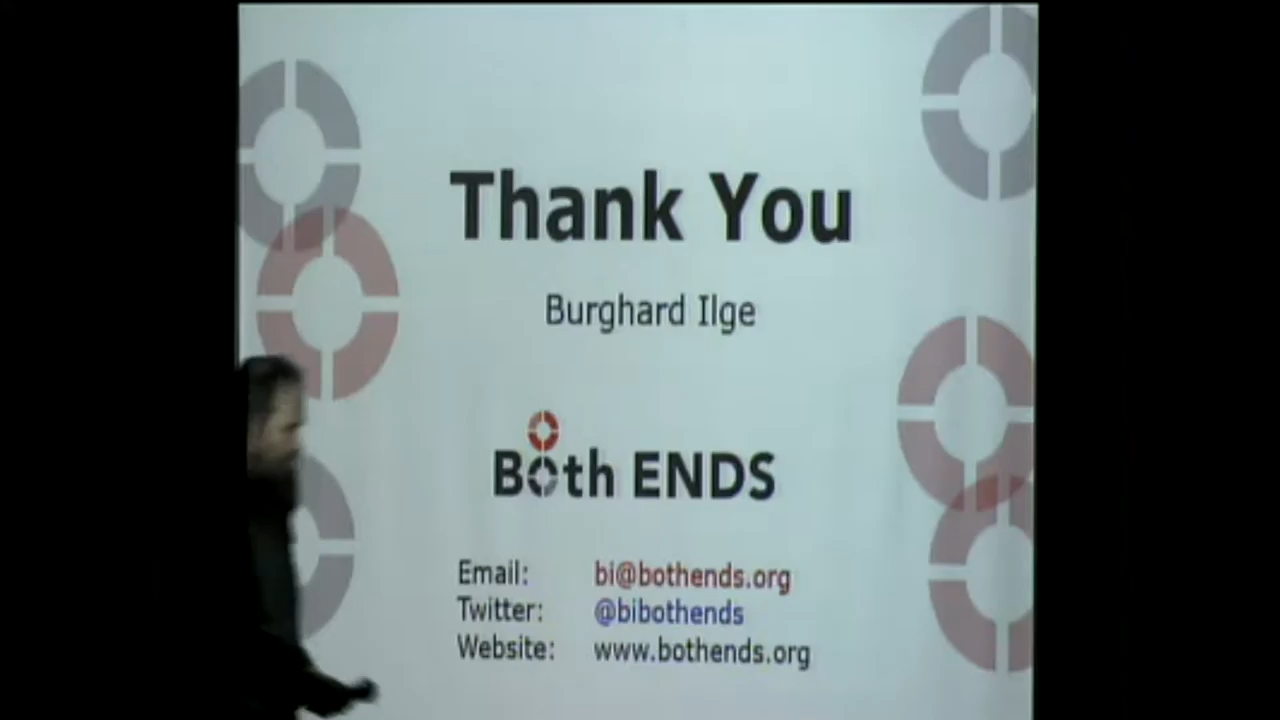 Thank You
Burghard Ilge
Both ENDS
Email: bi@bothends.org
Twitter: @bibothends
Website: www.bothends.org